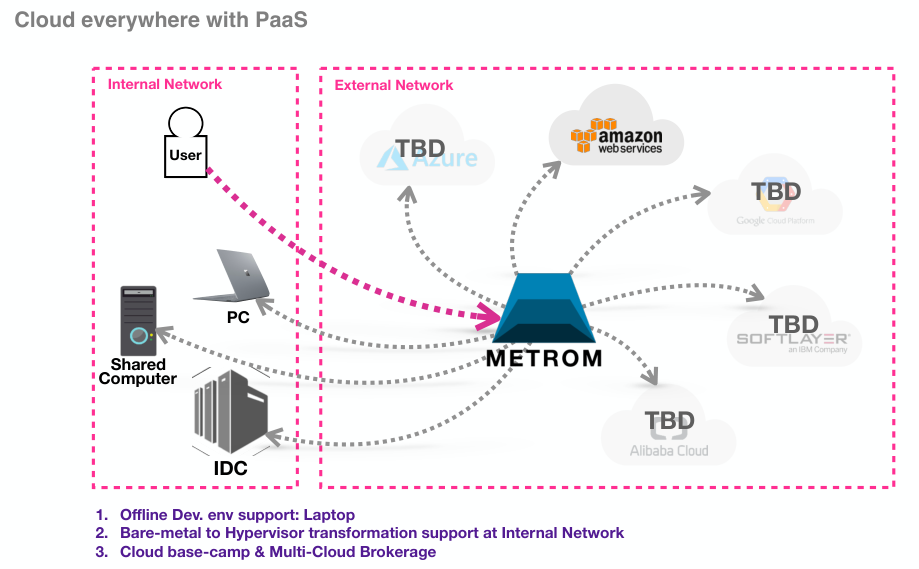 Cloud everywhere with PaaS
Internal Network
External Network
User
TBD
Azure
amazon
web services
TBD
Google Cloud Platform
PC
Shared
Computer
IDC
METROM
TBD
SOFTLAYER®
an IBM Company
TBD
Alibaba Cloud
1. Offline Dev. env support: Laptop
2. Bare-metal to Hypervisor transformation support at Internal Network
3. Cloud base-camp & Multi-Cloud Brokerage